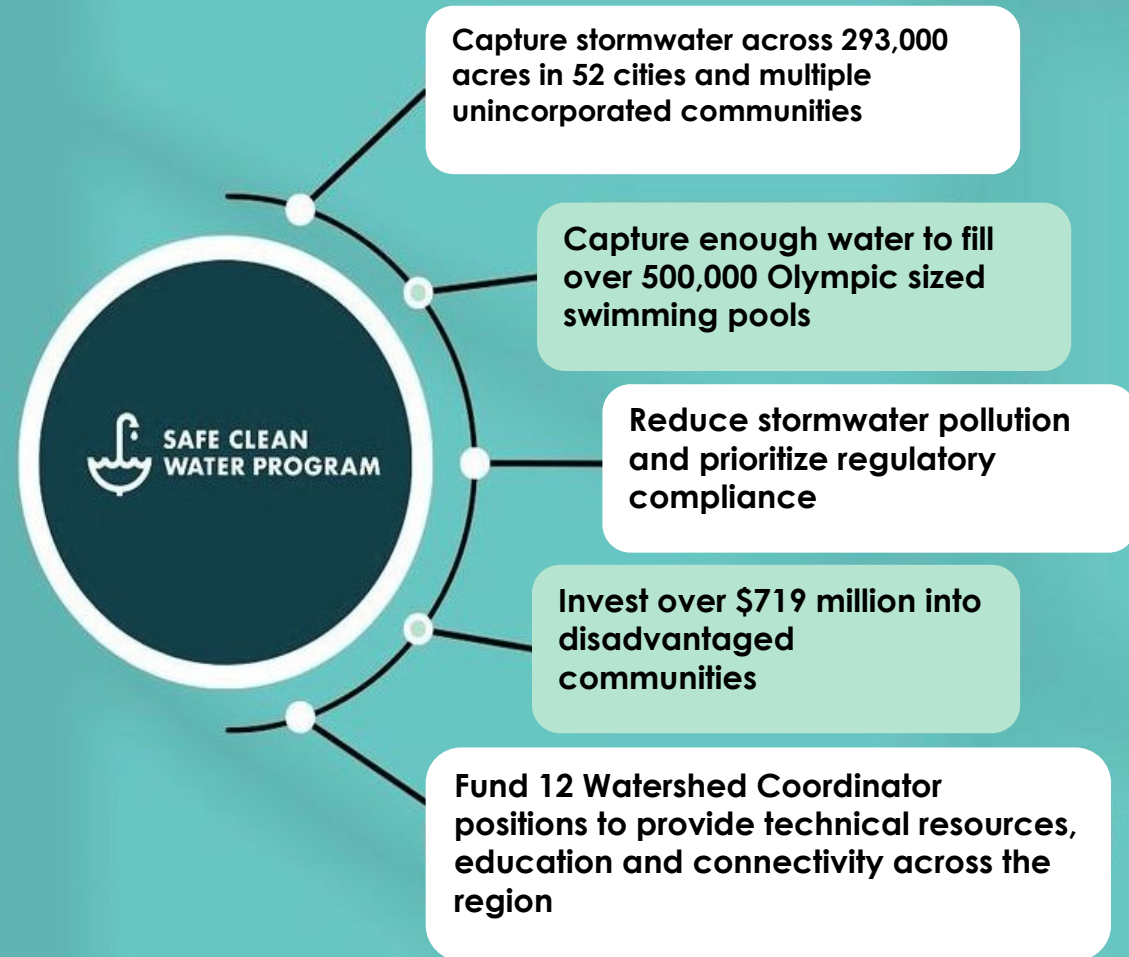 Capture stormwater across 293,000
acres in 52 cities and multiple
unincorporated communities
Capture enough water to fill
over 500,000 Olympic sized
swimming pools
SAFE CLEAN
WATER PROGRAM
Reduce stormwater pollution
and prioritize regulatory
compliance
Invest over $719 million into
disadvantaged
communities
Fund 12 Watershed Coordinator
positions to provide technical resources,
education and connectivity across the
region